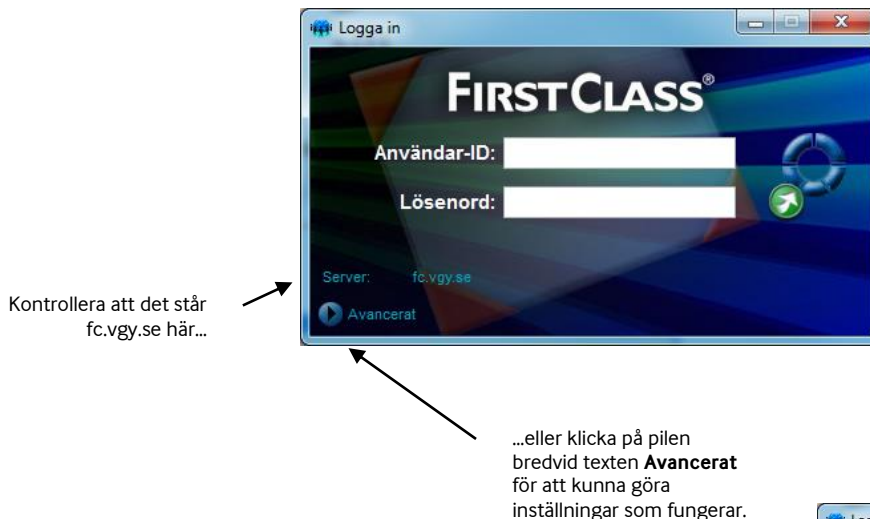 Logga in
FIRSTCLASS®
Användar-ID:
Lösenord:
Server: fc.vgy.se
Avancerat
Kontrollera att det står
fc.vgy.se här...
...eller klicka på pilen
bredvid texten Avancerat
för att kunna göra
inställningar som fungerar.